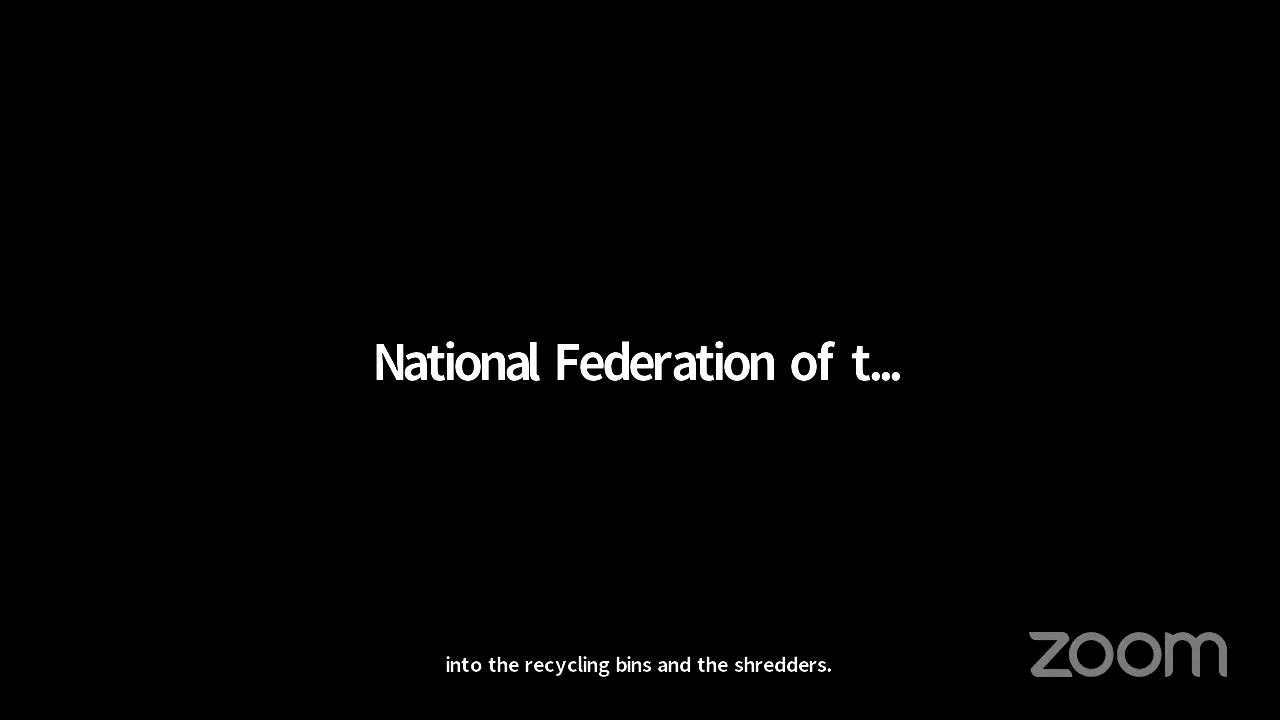 National Federation of t...
into the recycling bins and the shredders.
zoom